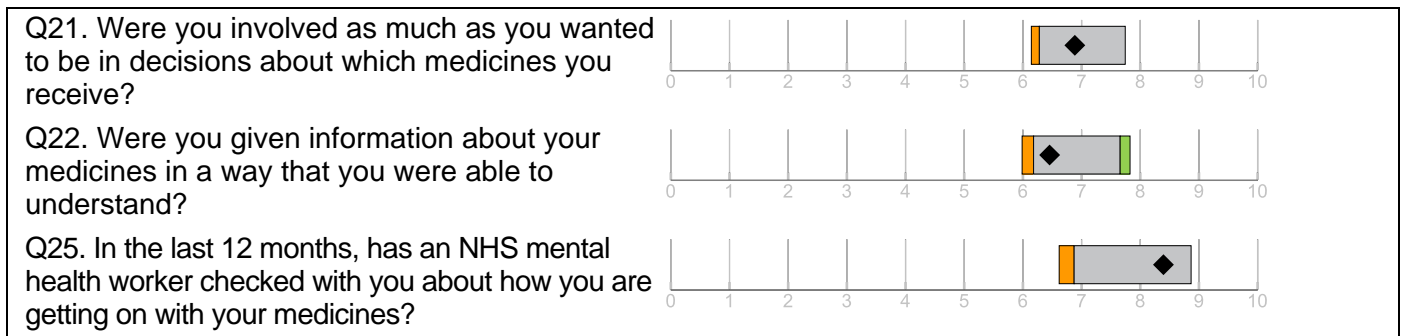 Q21. Were you involved as much as you wanted
to be in decisions about which medicines you
receive?
0 1 2 3 4 5 6 7 8 9 10
Q22. Were you given information about your
medicines in a way that you were able to
understand?
0 1 2 3 4 5 6 7 8 9 10
Q25. In the last 12 months, has an NHS mental
health worker checked with you about how you are
getting on with your medicines?
0 1 2 3 4 5 6 7 8 9 10